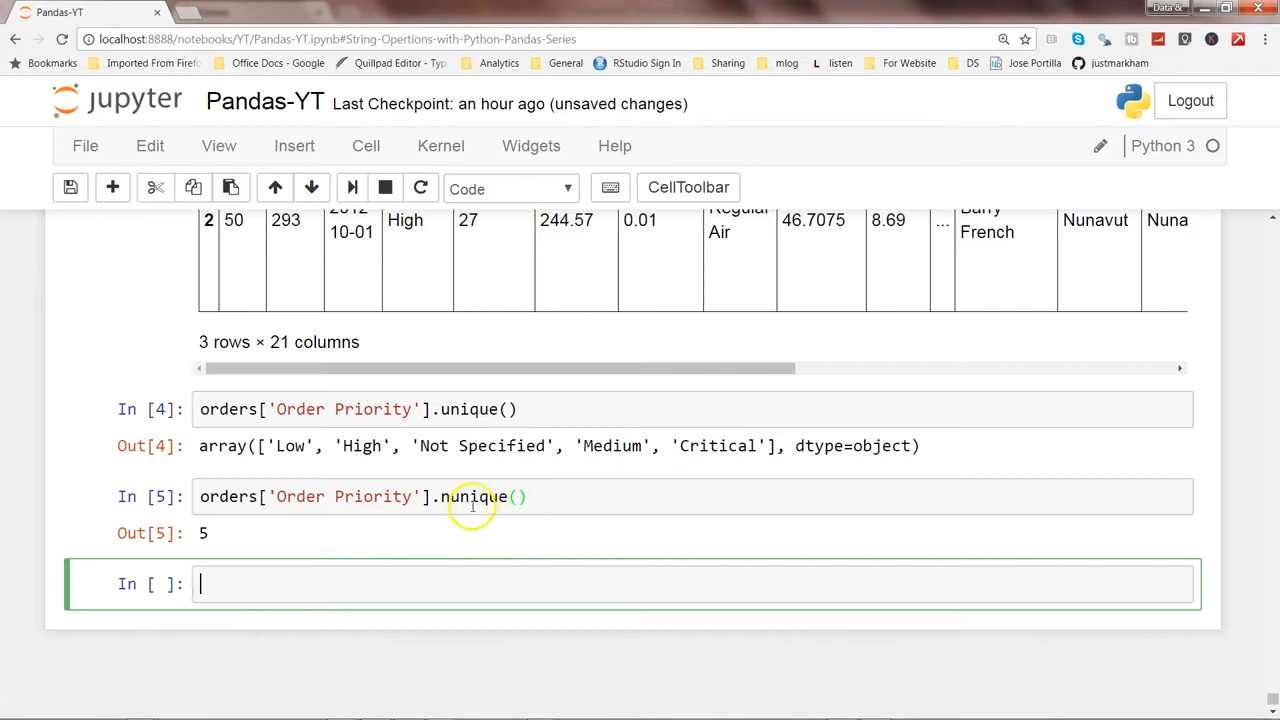 Pandas-YT
Data &
localhost:8888/notebooks/YT/Pandas-YT.ipynb#String-Opertions-with-Python-Pandas-Series
Bookmarks Imported From Firef Office Docs - Google Quillpad Editor - Typ Analytics General RStudio Sign In Sharing mlog listen For Website DS Jose Portilla justmarkham
jupyter Pandas-YT Last Checkpoint: an hour ago (unsaved changes) Logout
File Edit View Insert Cell Kernel Widgets Help Python 3
Code CellToolbar
2 50 293 2012-10-01 High 27 244.57 0.01 Regular Air 46.7075 8.69 ... Barry French Nunavut Nuna
3 rows × 21 columns
In [4]: orders['Order Priority'].unique()
Out[4]: array(['Low', 'High', 'Not Specified', 'Medium', 'Critical'], dtype=object)
In [5]: orders['Order Priority'].nunique()
Out[5]: 5
In [ ]: